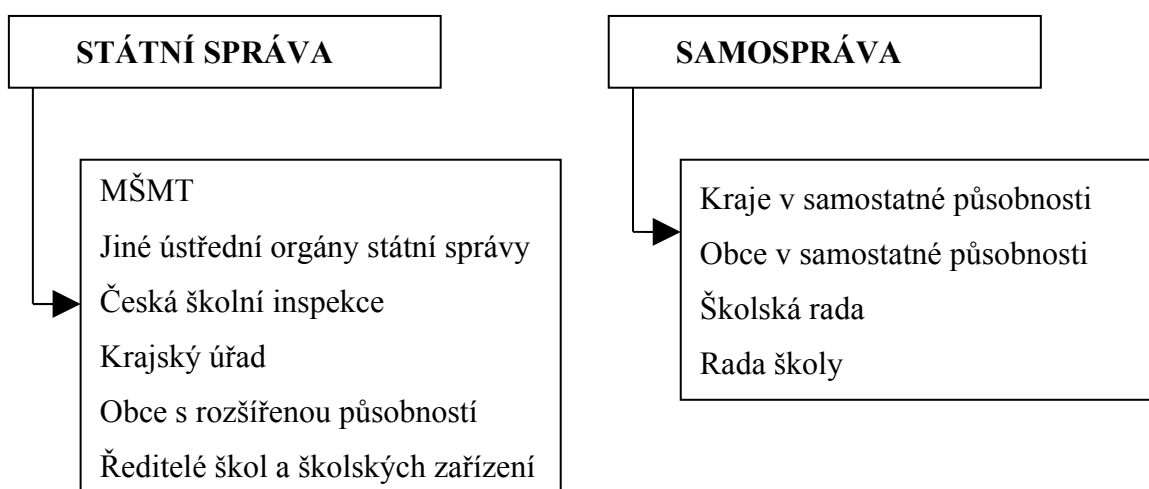 STÁTNÍ SPRÁVA
MŠMT
Jiné ústřední orgány státní správy
Česká školní inspekce
Krajský úřad
Obce s rozšířenou působností
Ředitelé škol a školských zařízení
SAMOSPRÁVA
Kraje v samostatné působnosti
Obce v samostatné působnosti
Školská rada
Rada školy